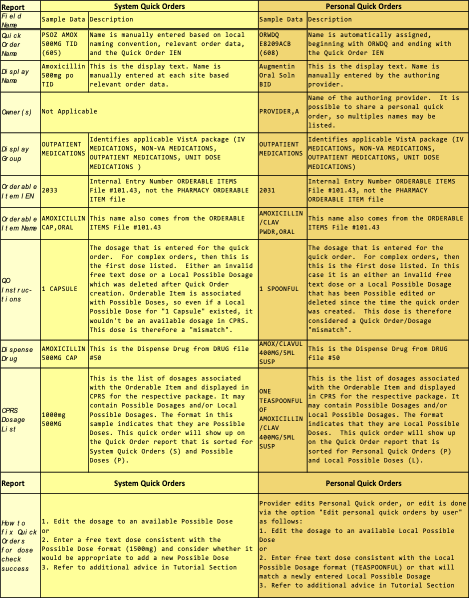 Report System Quick Orders Personal Quick Orders
Field Name Sample Data Description Sample Data Description
Quick Order Name
PSOZ AMOX 500MG TID (605)
Name is manually entered based on local
naming convention, relevant order data,
and the Quick Order IEN
ORWDQ E8209ACB (608)
Name is automatically assigned,
beginning with ORWDQ and ending with
the Quick Order IEN
Display Name
Amoxicillin 500mg po TID
This is the display text. Name is
manually entered at each site based
relevant order data.
Augmentin Oral Soln BID
This is the display text. Name is
manually entered by the authoring
provider.
Owner(s)
Not Applicable
PROVIDER,A
Name of the authoring provider. It is
possible to share a personal quick
order, so multiples names may be
listed.
Display Group
OUTPATIENT MEDICATIONS
Identifies applicable VistA package (IV
MEDICATIONS, NON-VA MEDICATIONS,
OUTPATIENT MEDICATIONS, UNIT DOSE
MEDICATIONS )
OUTPATIENT MEDICATIONS
Identifies applicable VistA package (IV
MEDICATIONS, NON-VA MEDICATIONS,
OUTPATIENT MEDICATIONS, UNIT DOSE
MEDICATIONS)
Orderable Item IEN
2033
Internal Entry Number ORDERABLE ITEMS
File #101.43, not the PHARMACY ORDERABLE
ITEM file
2031
Internal Entry Number ORDERABLE ITEMS
File #101.43, not the PHARMACY
ORDERABLE ITEM file
Orderable Item Name
AMOXICILLIN CAP,ORAL
This name also comes from the ORDERABLE
ITEMS File #101.43
AMOXICILLIN /CLAV PWDR,ORAL
This name also comes from the ORDERABLE
ITEMS File #101.43
QO Instruc-tions
1 CAPSULE
The dosage that is entered for the quick
order. For complex orders, then this is
the first dose listed. Either an invalid
free text dose or a Local Possible Dosage
which was deleted after Quick Order
creation. Orderable Item is associated
with Possible Doses, so even if a Local
Possible Dose for "1 Capsule" existed, it
wouldn't be an available dosage in CPRS.
This dose is therefore a "mismatch".
1 SPOONFUL
The dosage that is entered for the
quick order. For complex orders, then
this is the first dose listed. In this
case it is an either an invalid free
text dose or a Local Possible Dosage
that has been Possible edited or
deleted since the time the quick order
was created. This dose is therefore
considered a Quick Order/Dosage
"mismatch".
Dispense Drug
AMOXICILLIN 500MG CAP
This is the Dispense Drug from DRUG file
#50
AMOX/CLAVUL 400MG/5ML SUSP
This is the Dispense Drug from DRUG
file #50
CPRS Dosage List
1000mg 500MG
This is the list of dosages associated
with the Orderable Item and displayed in
CPRS for the respective package. It may
contain Possible Dosages and/or Local
Possible Dosages. The format in this
sample indicates that they are Possible
Doses. This quick order will show up on
the Quick Order report that is sorted for
System Quick Orders (S) and Possible
Doses (P).
ONE TEASPOONFUL OF AMOXICILLIN /CLAV 400MG/5ML SUSP
This is the list of dosages associated
with the Orderable Item and displayed
in CPRS for the respective package. It
may contain Possible Dosages and/or
Local Possible Dosages. The format
indicates that they are Local Possible
Doses. This quick order will show up
on the Quick Order report that is
sorted for Personal Quick Orders (P)
and Local Possible Doses (L).
Report System Quick Orders Personal Quick Orders
How to fix Quick Orders for dose check success
1. Edit the dosage to an available Possible Dose
or
2. Enter a free text dose consistent with the
Possible Dose format (1500mg) and consider whether it
would be appropriate to add a new Possible Dose
3. Refer to additional advice in Tutorial Section
Provider edits Personal Quick order, or edit is done
via the option "Edit personal quick orders by user"
as follows:
1. Edit the dosage to an available Local Possible
Dose
or
2. Enter free text dose consistent with the Local
Possible Dosage format (TEASPOONFUL) or that will
match a newly entered Local Possible Dosage
3. Refer to additional advice in Tutorial Section